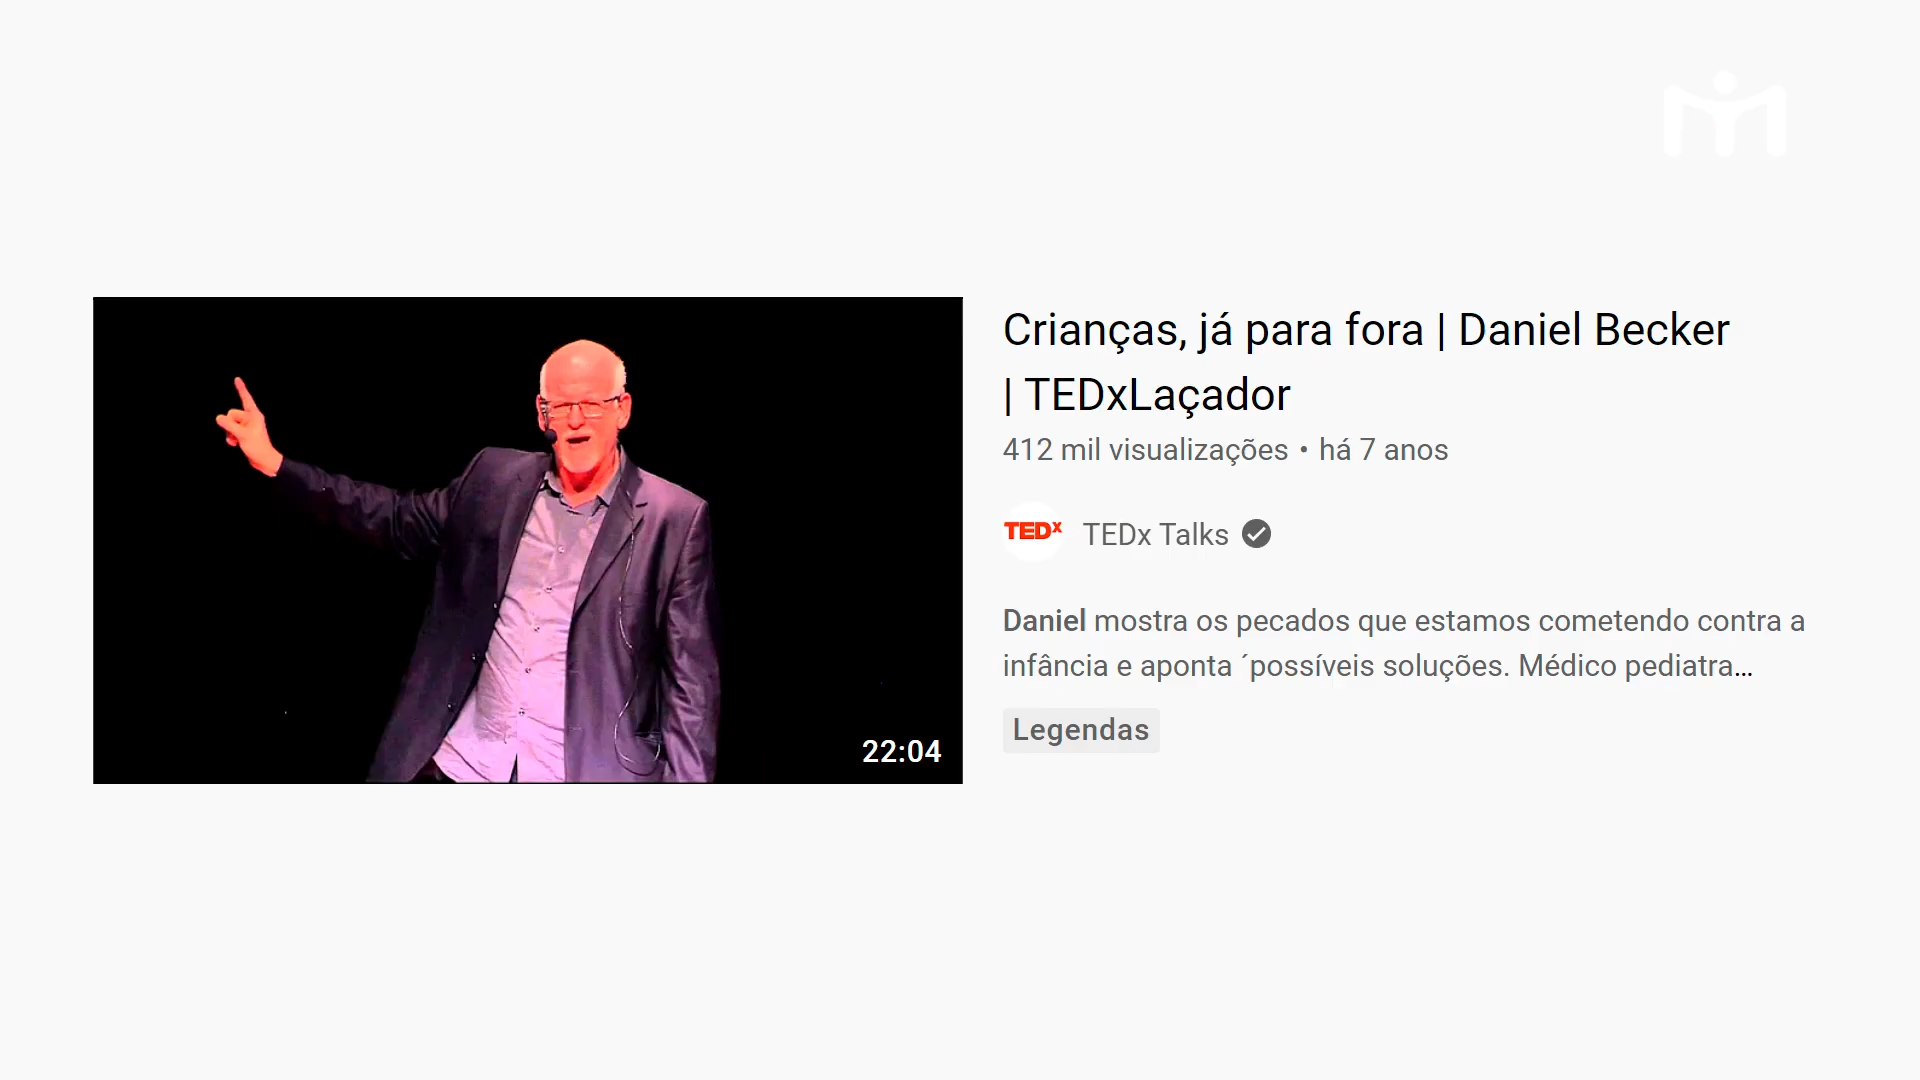 Crianças, já para fora | Daniel Becker
| TEDxLaçador
412 mil visualizações • há 7 anos
TEDx
TEDx Talks
Daniel mostra os pecados que estamos cometendo contra a
infância e aponta ´possíveis soluções. Médico pediatra...
Legendas
22:04